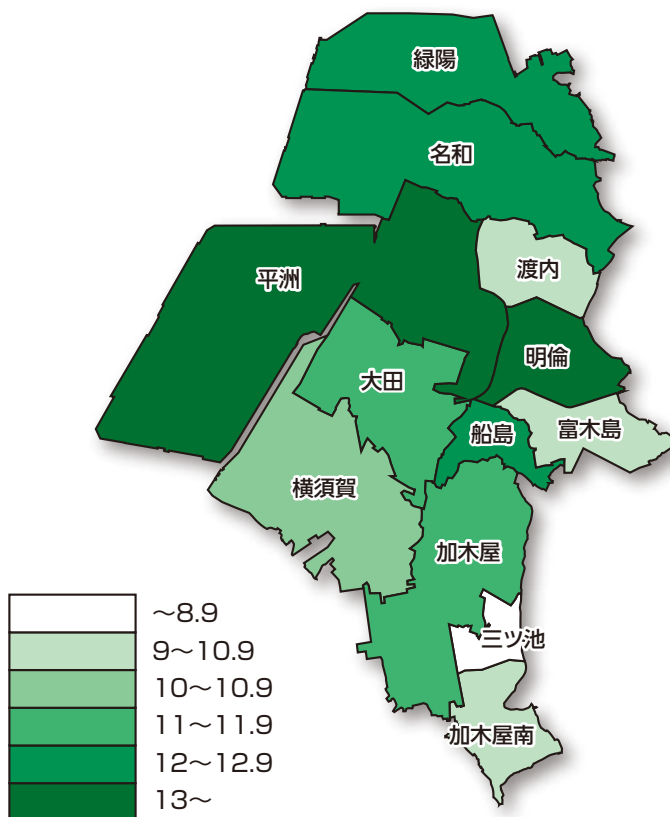 緑陽
名和
渡内
平洲
明倫
大田
船島
富木島
横須賀
加木屋
三ツ池
加木屋南
～8.9
9～10.9
10～10.9
11～11.9
12～12.9
13～